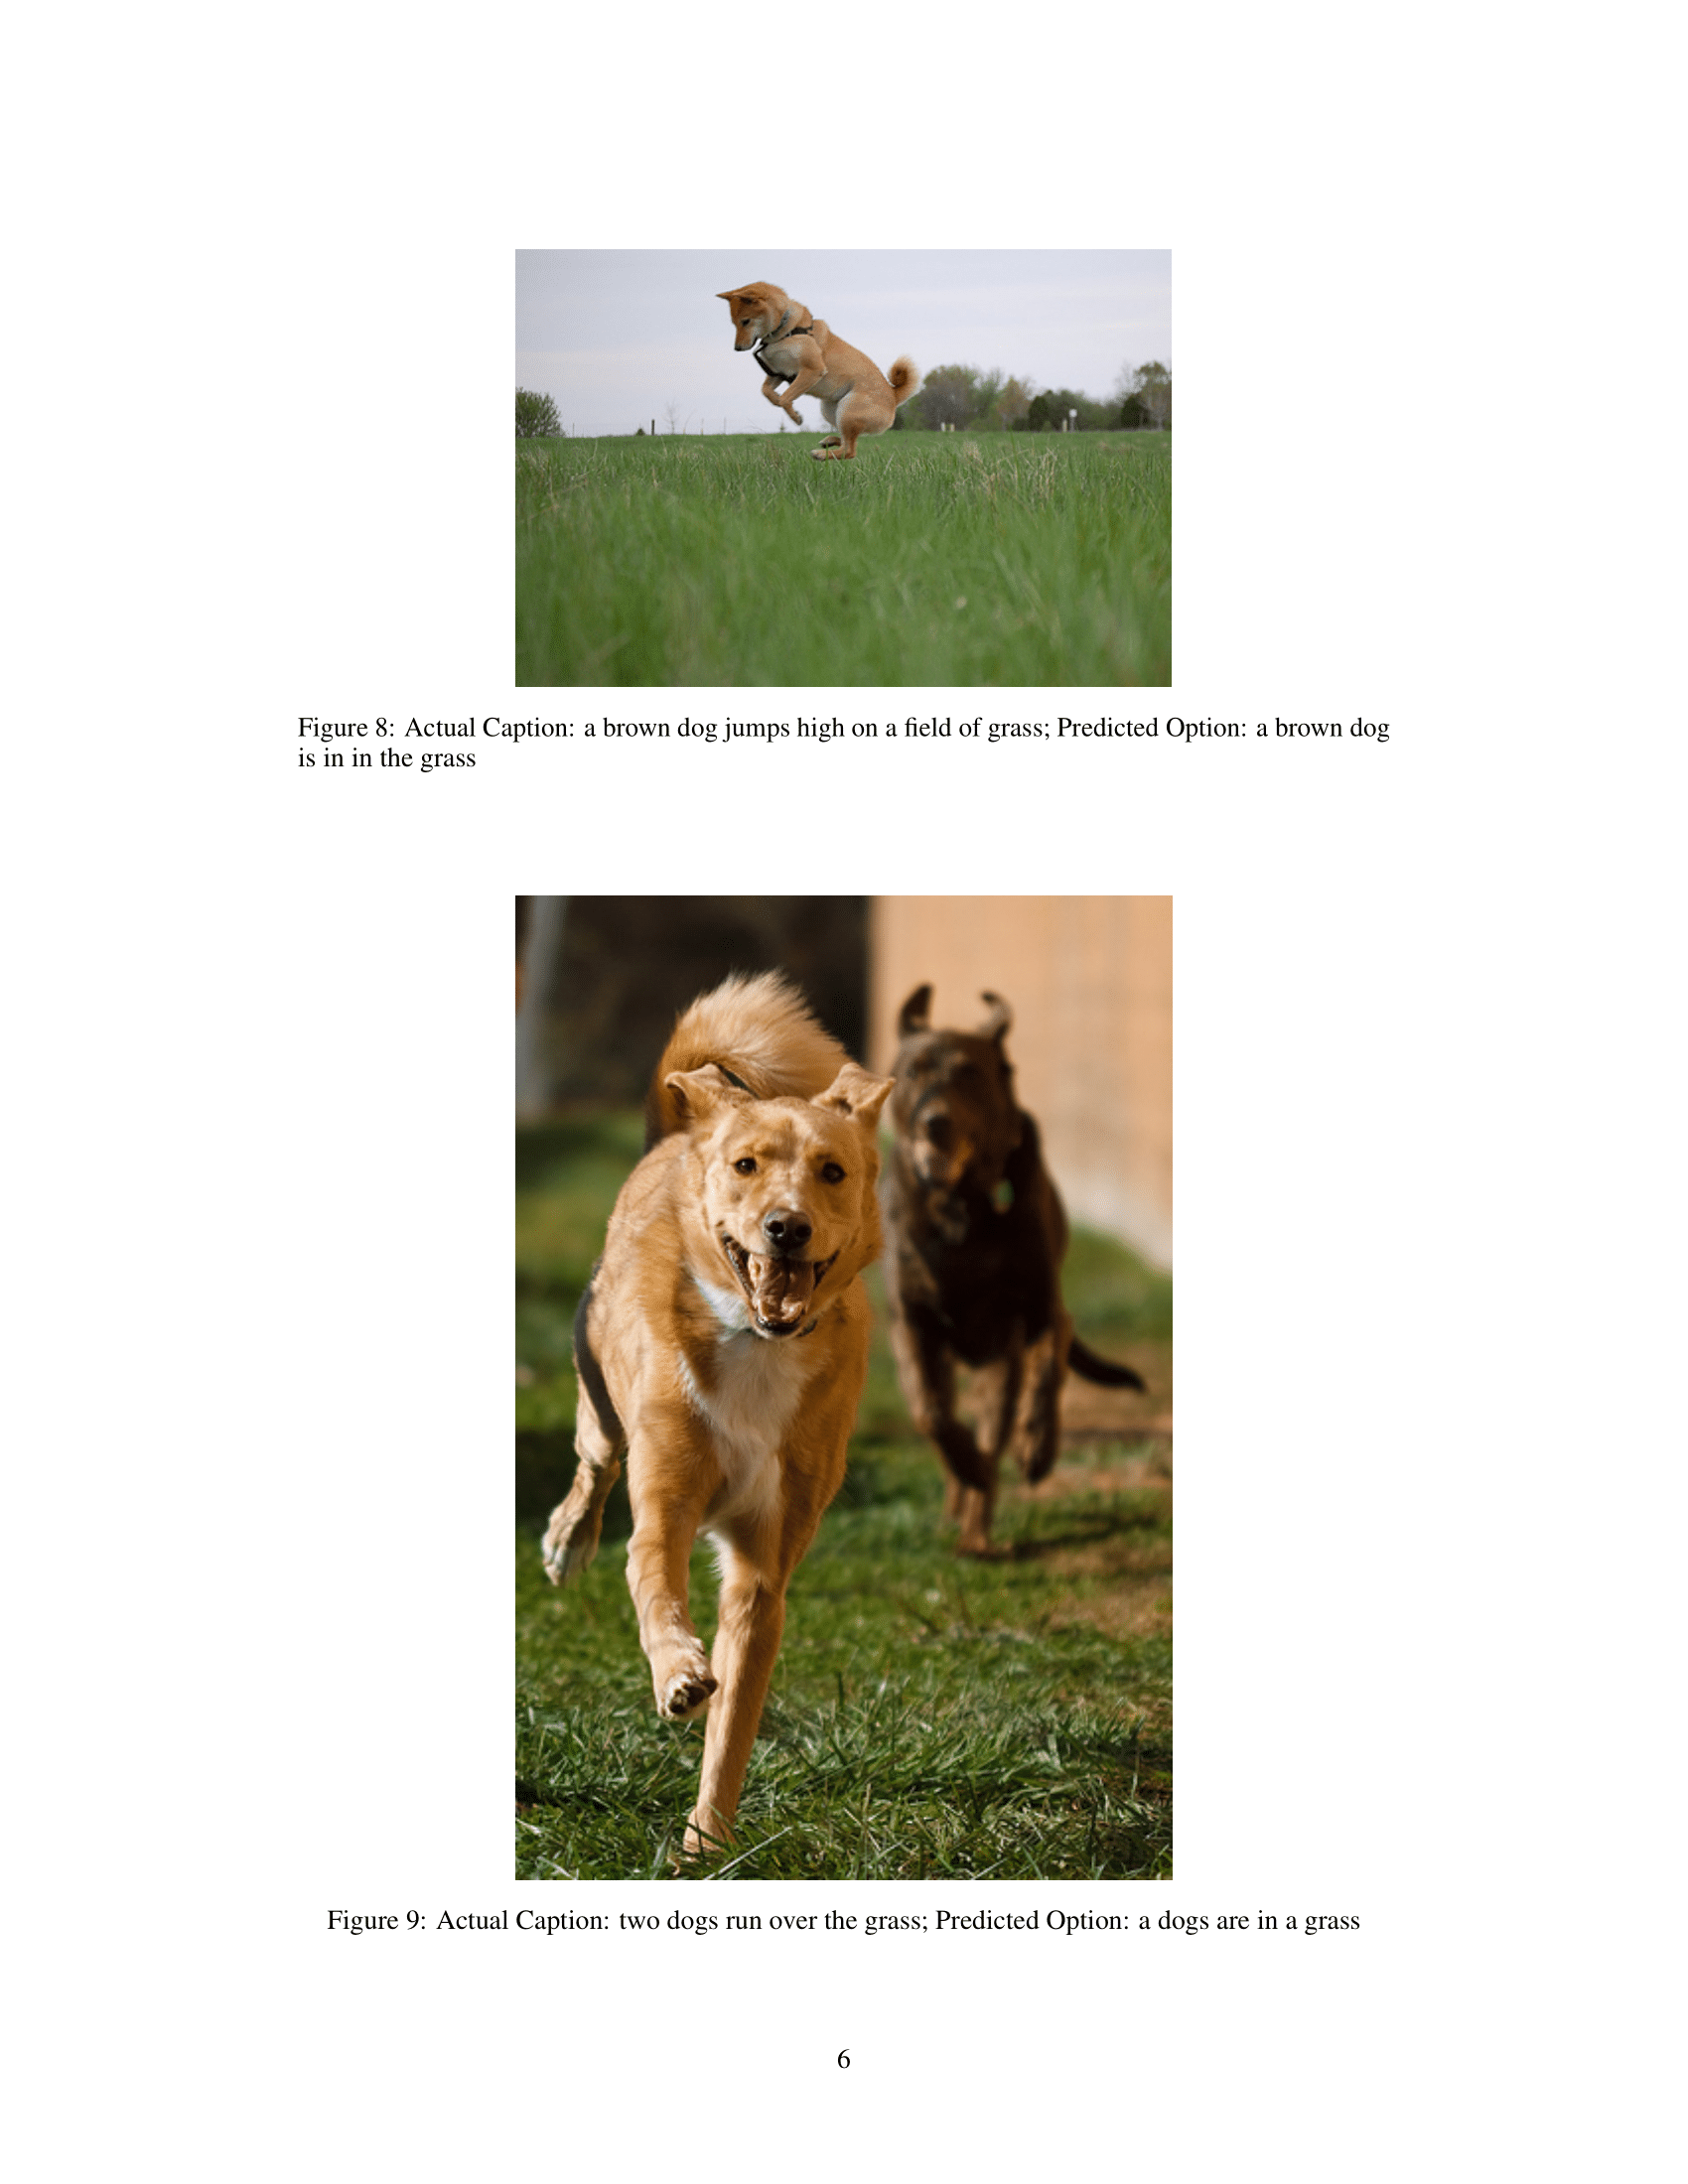 Figure 8: Actual Caption: a brown dog jumps high on a field of grass; Predicted Option: a brown dog
is in in the grass
Figure 9: Actual Caption: two dogs run over the grass; Predicted Option: a dogs are in a grass
6